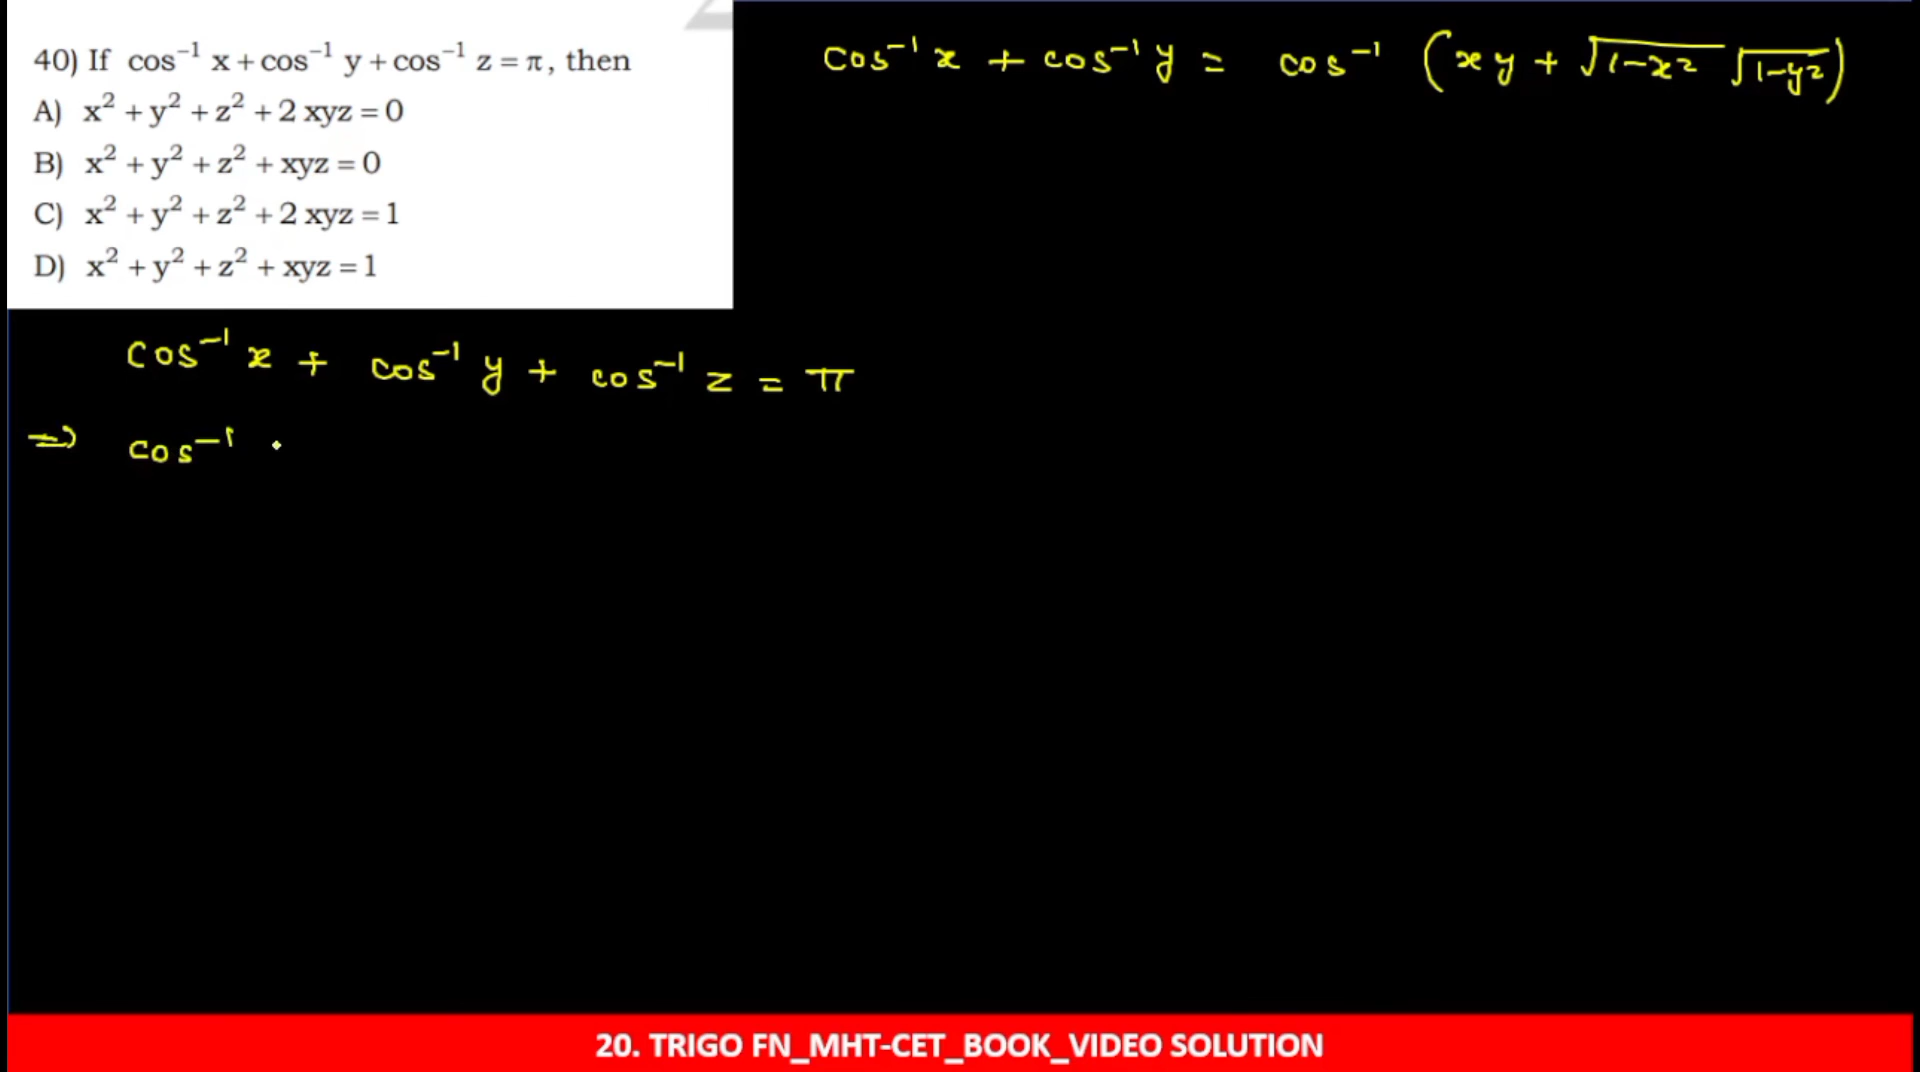 40) If cos⁻¹ x + cos⁻¹ y + cos⁻¹ z = π, then
A) x² + y² + z² + 2 xyz = 0
B) x² + y² + z² + xyz = 0
C) x² + y² + z² + 2 xyz = 1
D) x² + y² + z² + xyz = 1
cos⁻¹ x + cos⁻¹ y = cos⁻¹ (xy + √1-x² √1-y²)
cos⁻¹ x + cos⁻¹ y + cos⁻¹ z = π
⇒ cos⁻¹
20. TRIGO FN_MHT-CET_BOOK_VIDEO SOLUTION